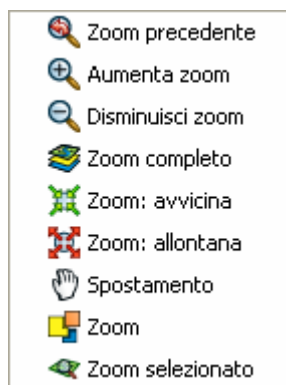 Zoom precedente
Aumenta zoom
Disminuisci zoom
Zoom completo
Zoom: avvicina
Zoom: allontana
Spostamento
Zoom
Zoom selezionato